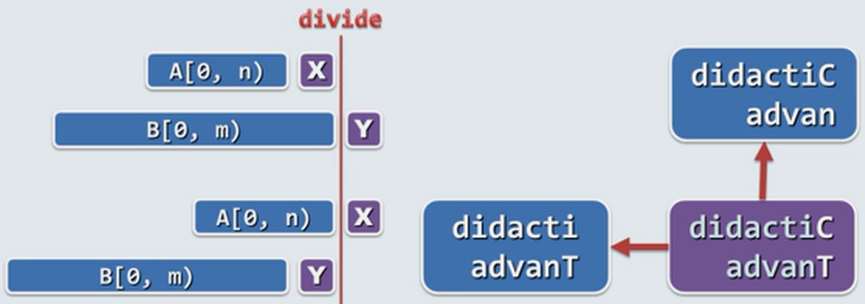 divide
A[0, n) X
B[0, m) Y
A[0, n) X
B[0, m) Y
didactiC
advan
didacti
advanT
didactiC
advanT